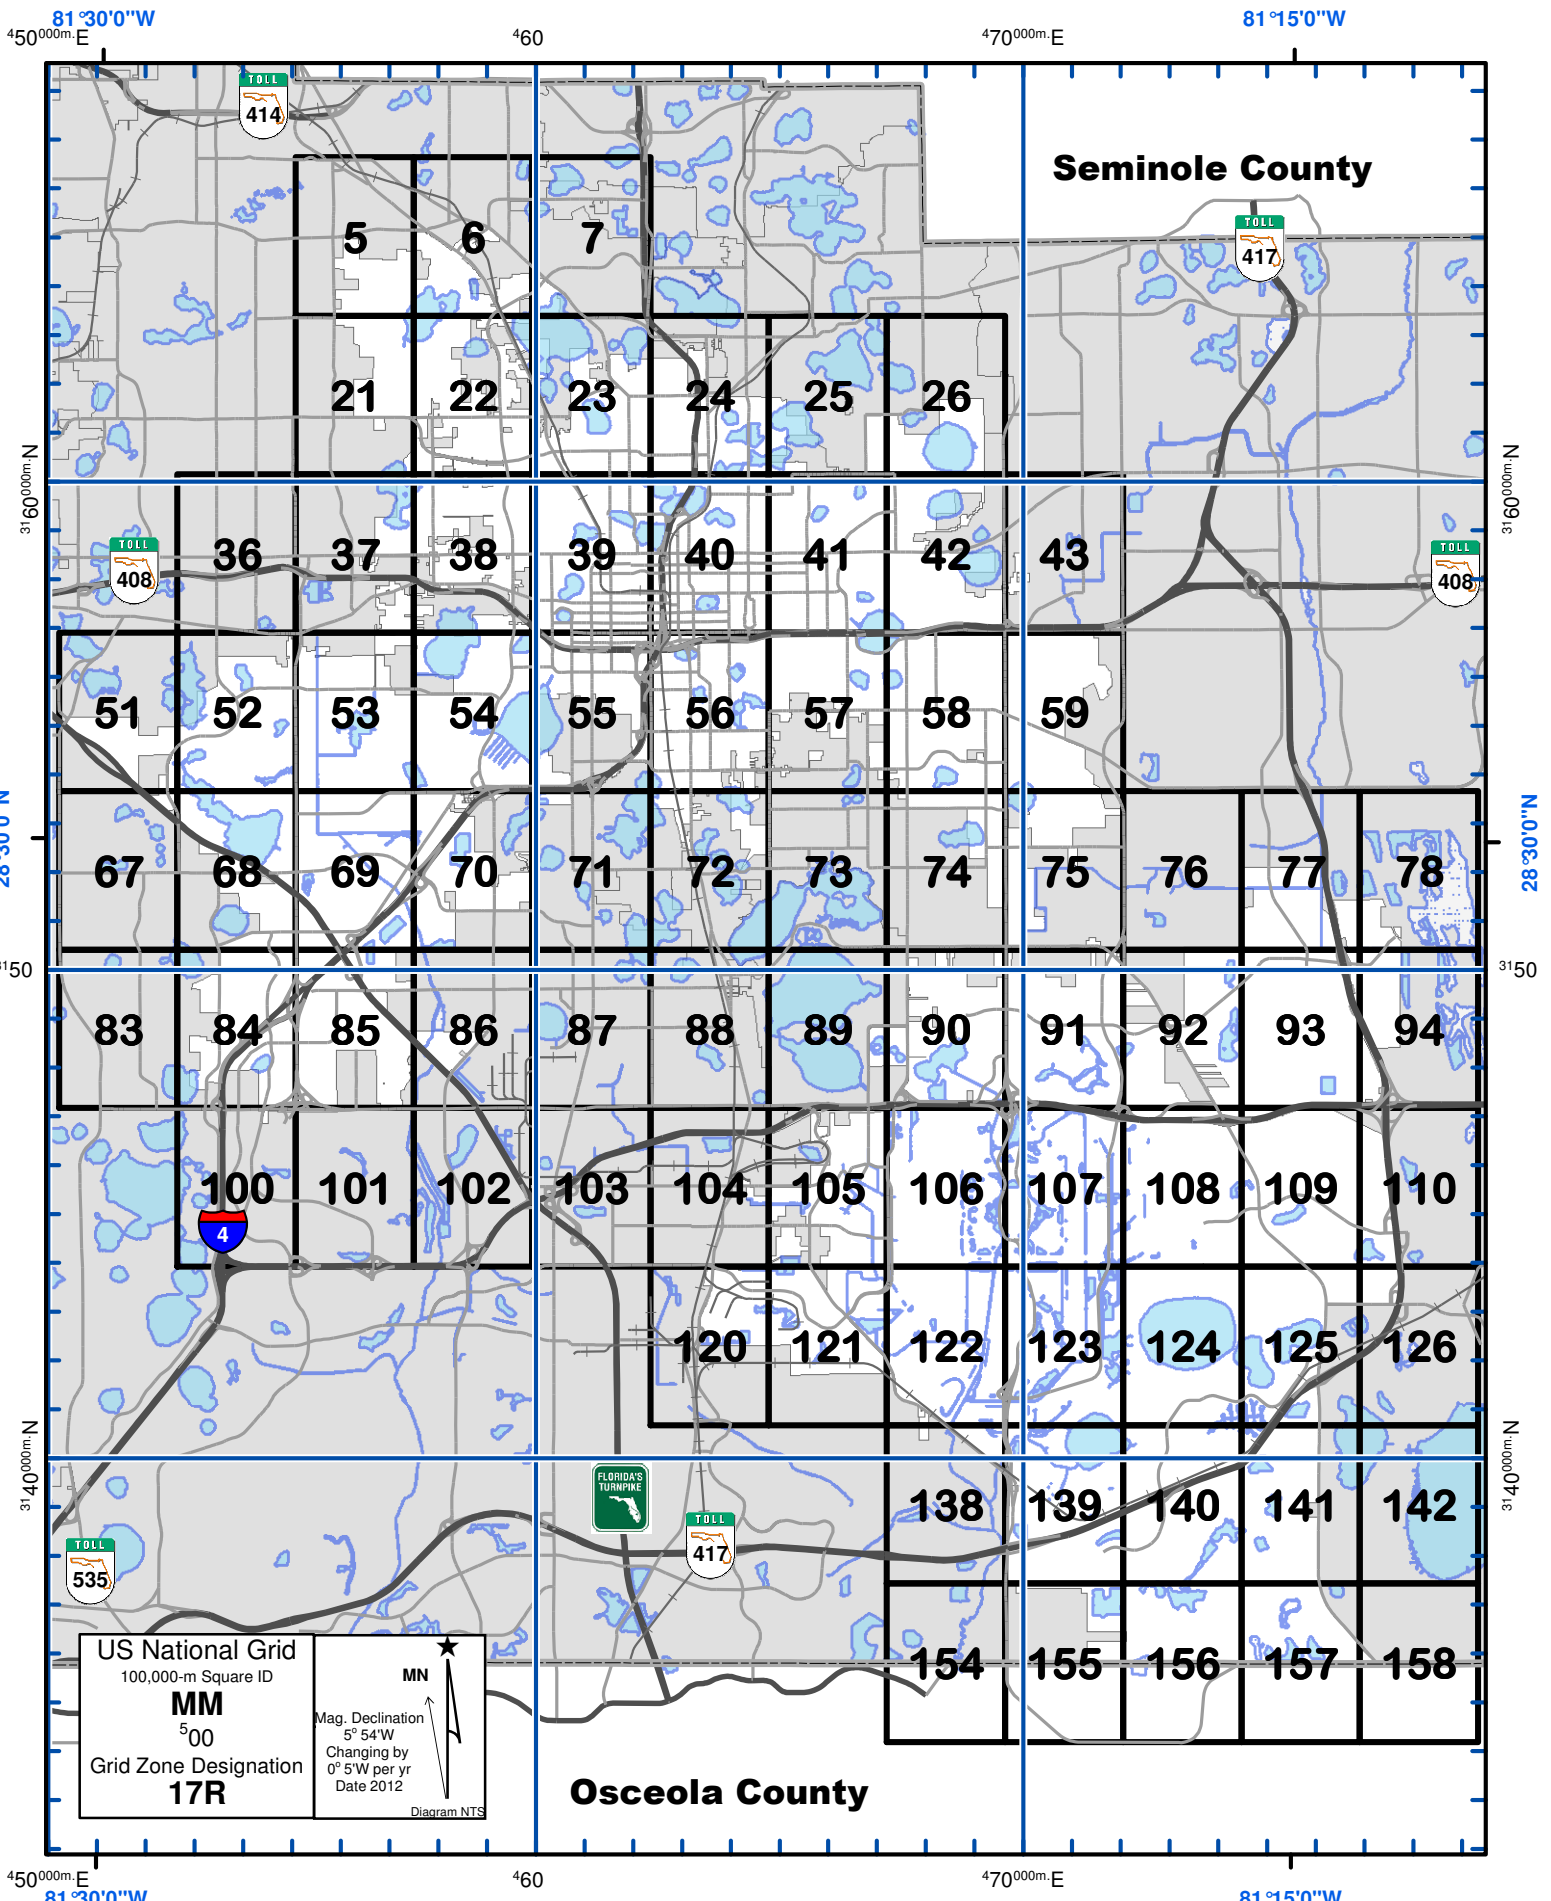 81°30'0"W 81°15'0"W
450000m.E 460 470000m.E
TOLL
414
Seminole County
TOLL
417
5 6 7
21 22 23 24 25 26
3160000m.N 3160000m.N
36 37 38 39 40 41 42 43
TOLL
408
TOLL
408
51 52 53 54 55 56 57 58 59
28°30'0"N 28°30'0"N
67 68 69 70 71 72 73 74 75 76 77 78
3150 3150
83 84 85 86 87 88 89 90 91 92 93 94
100 101 102 103 104 105 106 107 108 109 110
4
120 121 122 123 124 125 126
3140000m.N 3140000m.N
FLORIDA'S
TURNPIKE
138 139 140 141 142
TOLL
417
TOLL
535
154 155 156 157 158
US National Grid
100,000-m Square ID
MM
500
Grid Zone Designation
17R
MN
Mag. Declination
5° 54'W
Changing by
0° 5'W per yr
Date 2012
Diagram NTS
Osceola County
450000m.E 460 470000m.E
81°30'0"W 81°15'0"W